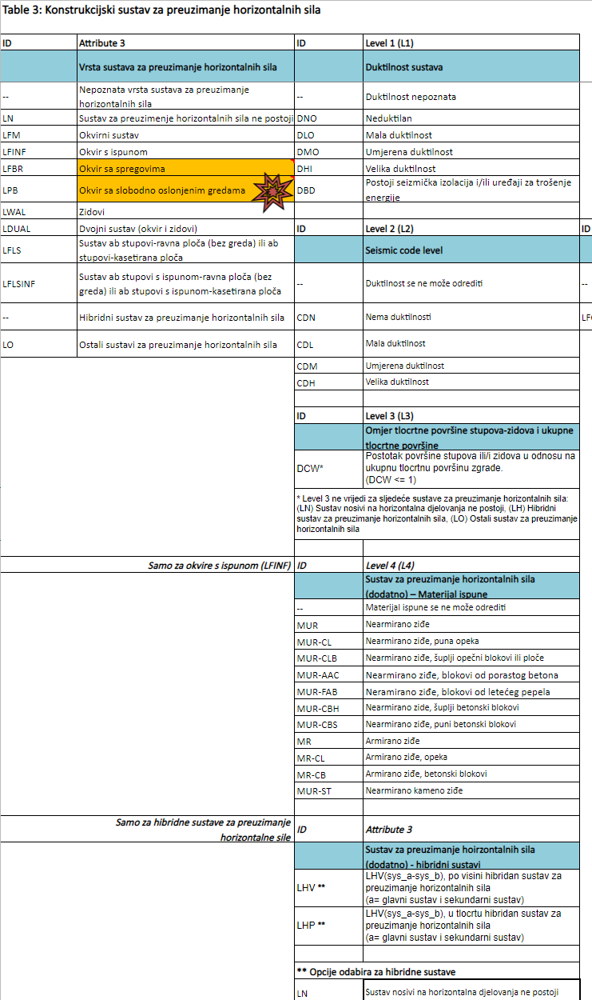 Table 3: Konstrukcijski sustav za preuzimanje horizontalnih sila
ID Attribute 3 ID Level 1 (L1)
Vrsta sustava za preuzimanje horizontalnih sila Duktilnost sustava
-- Nepoznata vrsta sustava za preuzimanje
horizontalnih sila -- Duktilnost nepoznata
LN Sustav za preuzimenje horizontalnih sila ne postoji DNO Neduktilan
LFM Okvirni sustav DLO Mala duktilnost
LFINF Okvir s ispunom DMO Umjerena duktilnost
LFBR Okvir sa spregovima DHI Velika duktilnost
LPB Okvir sa slobodno oslonjenim gredama DBD Postoji seizmička izolacija i/ili uređaji za trošenje
energije
LWAL Zidovi
LDUAL Dvojni sustav (okvir i zidovi) ID Level 2 (L2) ID
LFLS Sustav ab stupovi-ravna ploča (bez greda) ili ab
stupovi-kasetirana ploča Seismic code level
LFLSINF Sustav ab stupovi s ispunom-ravna ploča (bez
greda) ili ab stupovi s ispunom-kasetirana ploča -- Duktilnost se ne može odrediti --
-- Hibridni sustav za preuzimanje horizontalnih sila CDN Nema duktilnosti
LO Ostali sustavi za preuzimanje horizontalnih sila CDL Mala duktilnost
CDM Umjerena duktilnost
CDH Velika duktilnost
ID Level 3 (L3)
Omjer tlocrtne površine stupova-zidova i ukupne
tlocrtne površine
DCW* Postotak površine stupova ili/i zidova u odnosu na
ukupnu tlocrtnu površinu zgrade.
(DCW <= 1)
* Level 3 ne vrijedi za sljedeće sustave za preuzimanje horizontalnih sila:
(LN) Sustav nosivi na horizontalna djelovanja ne postoji, (LH) Hibridni
sustav za preuzimanje horizontalnih sila, (LO) Ostali sustav za preuzimanje
horizontalnih sila
Samo za okvire s ispunom (LFINF) ID Level 4 (L4)
Sustav za preuzimanje horizontalnih sila
(dodatno) – Materijal ispune
-- Materijal ispune se ne može odrediti
MUR Nearmirano ziđe
MUR-CL Nearmirano ziđe, puna opeka
MUR-CLB Nearmirano ziđe, šuplji opečni blokovi ili ploče
MUR-AAC Nearmirano ziđe, blokovi od porastog betona
MUR-FAB Neramirano ziđe, blokovi od letećeg pepela
MUR-CBH Nearmirano zide, šuplji betonski blokovi
MUR-CBS Nearmirano ziđe, puni betonski blokovi
MR Armirano ziđe
MR-CL Armirano ziđe, opeka
MR-CB Armirano ziđe, betonski blokovi
MUR-ST Nearmirano kameno ziđe
Samo za hibridne sustave za preuzimanje
horizontalne sile ID Attribute 3
Sustav za preuzimanje hoirzontalnih sila
(dodatno) - hibridni sustavi
LHV ** LHV(sys_a-sys_b), po visini hibridan sustav za
preuzimanje horizontalnih sila
(a= glavni sustav i sekundarni sustav)
LHP ** LHV(sys_a-sys_b), u tlocrtu hibridan sustav za
preuzimanje horizontalnih sila
(a= glavni sustav i sekundarni sustav)
** Opcije odabira za hibridne sustave
LN Sustav nosivi na horizontalna djelovanja ne postoji